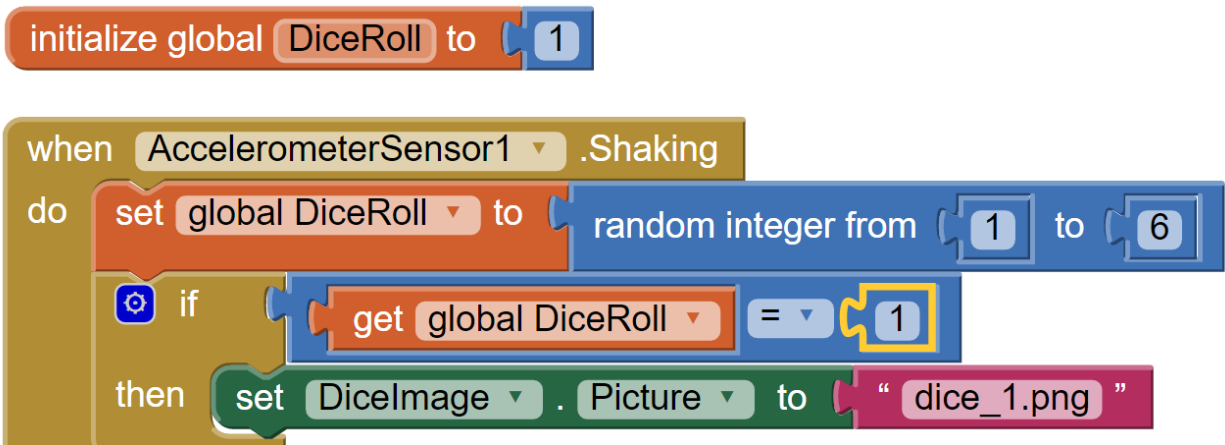 initialize global DiceRoll to 1
when AccelerometerSensor1 .Shaking
do set global DiceRoll to random integer from 1 to 6
if get global DiceRoll = 1
then set DiceImage . Picture to “ dice_1.png ”